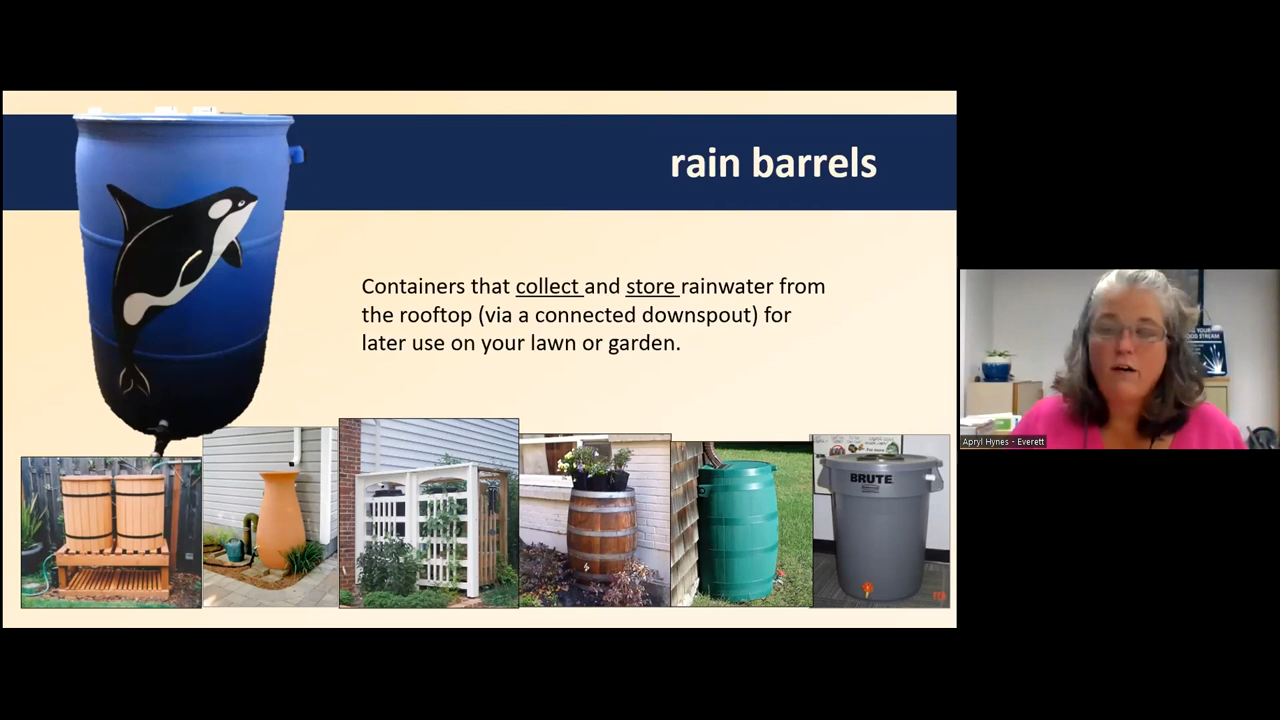 rain barrels
Containers that collect and store rainwater from
the rooftop (via a connected downspout) for
later use on your lawn or garden.
BRUTE
Apryl Hynes - Everett